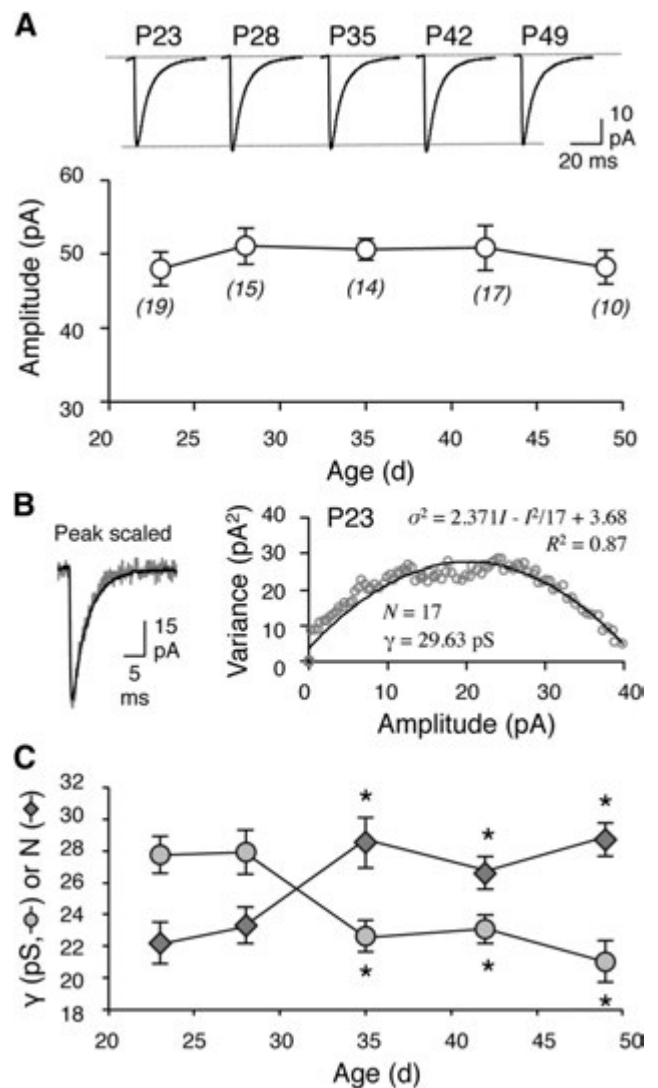 A
P23 P28 P35 P42 P49
10
pA
20 ms
60
50
40
30
Amplitude (pA)
(19) (15) (14) (17) (10)
20 25 30 35 40 45 50
Age (d)
B
Peak scaled
15
pA
5
ms
P23
σ² = 2.371I - I²/17 + 3.68
R² = 0.87
N = 17
γ = 29.63 pS
Variance (pA²)
40
30
20
10
0
0 10 20 30 40
Amplitude (pA)
C
γ (pS, ) or N ( )
32
30
28
26
24
22
20
18
* * *
* * *
20 25 30 35 40 45 50
Age (d)